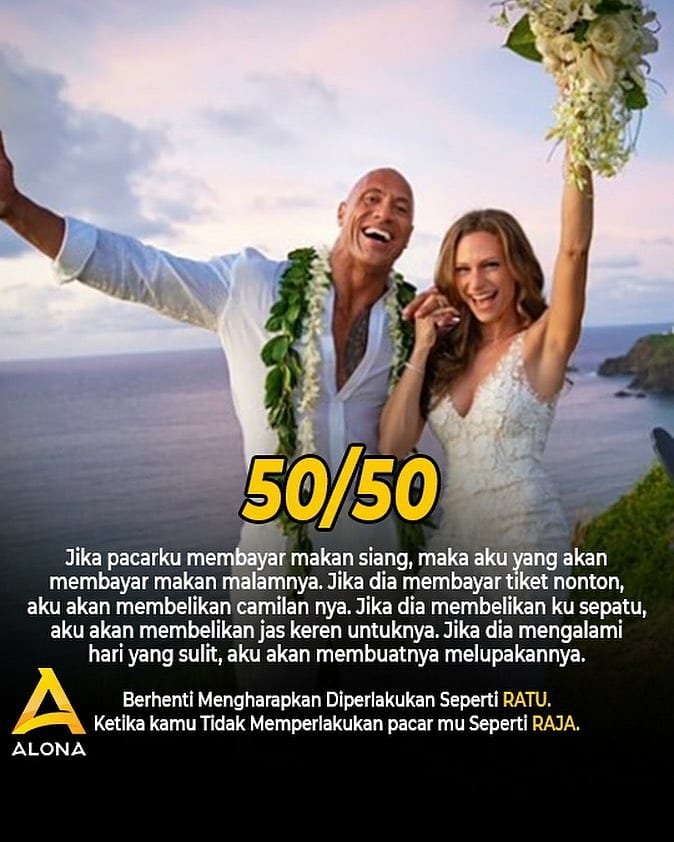 50/50
Jika pacarku membayar makan siang, maka aku yang akan
membayar makan malamnya. Jika dia membayar tiket nonton,
aku akan membelikan camilan nya. Jika dia membelikan ku sepatu,
aku akan membelikan jas keren untuknya. Jika dia mengalami
hari yang sulit, aku akan membuatnya melupakannya.
Berhenti Mengharapkan Diperlakukan Seperti RATU.
Ketika kamu Tidak Memperlakukan pacar mu Seperti RAJA.
ALONA